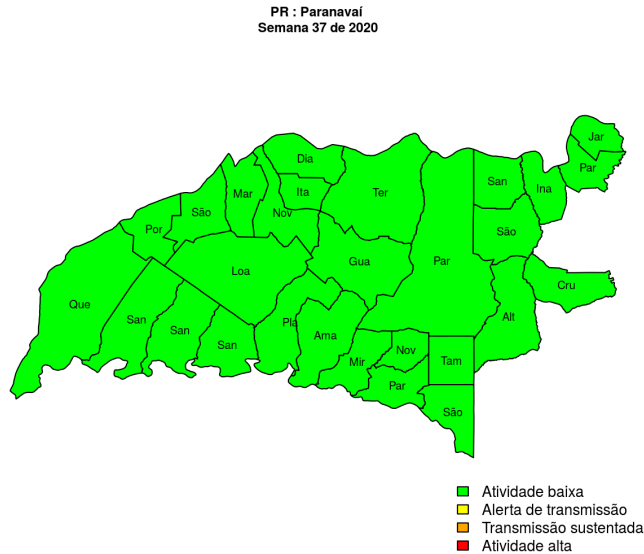 PR : Paranavaí
Semana 37 de 2020
Jar
Par
Dia
San
Ina
Ita
Ter
Mar
São
Nov
Por
São
Par
Gua
Loa
Cru
Que
San
San
Pla
Ama
Alt
San
Nov
Mir
Tam
Par
São
Atividade baixa
Alerta de transmissão
Transmissão sustentada
Atividade alta